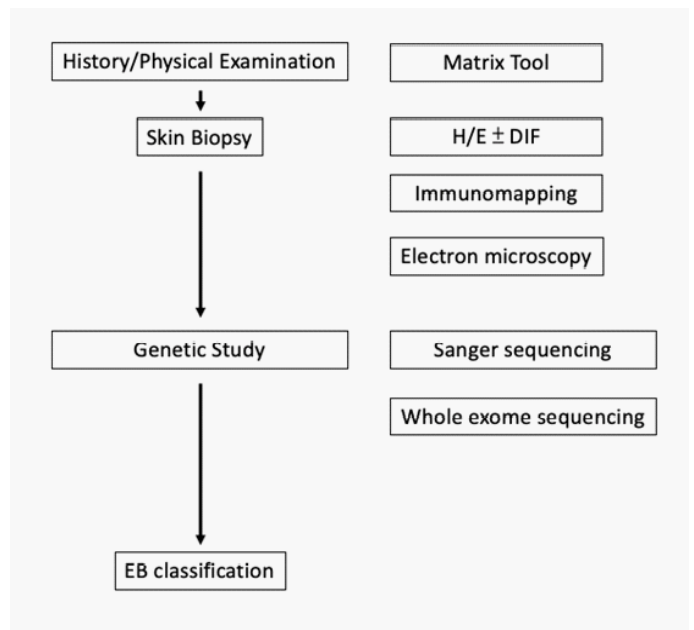 History/Physical Examination
Matrix Tool
Skin Biopsy
H/E ± DIF
Immunomapping
Electron microscopy
Genetic Study
Sanger sequencing
Whole exome sequencing
EB classification